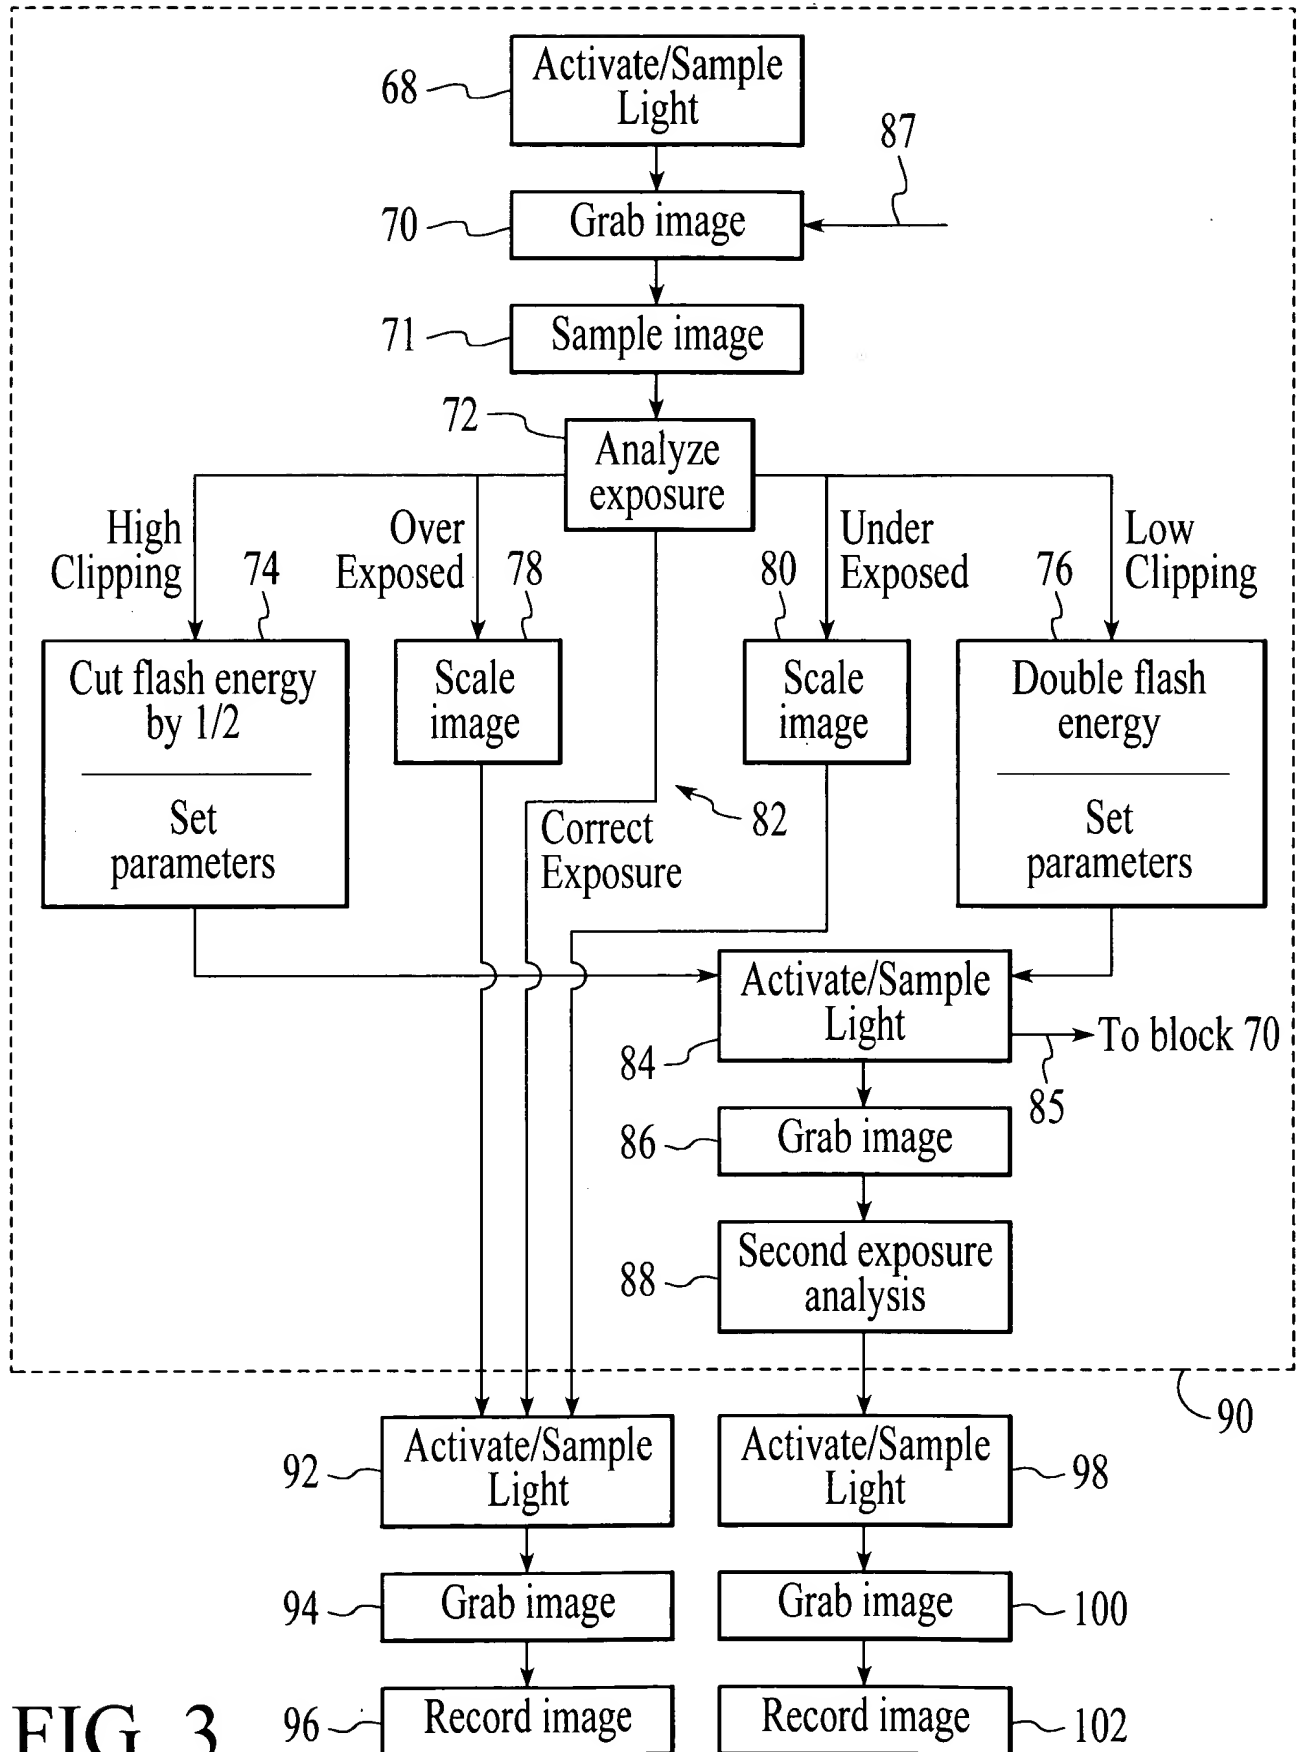 Activate/Sample
Light
68
87
Grab image
70
Sample image
71
72
Analyze
exposure
High
Clipping
74
Over
Exposed
78
80
Under
Exposed
76
Low
Clipping
Cut flash energy
by 1/2
Set
parameters
Scale
image
Scale
image
Double flash
energy
Set
parameters
Correct
Exposure
82
Activate/Sample
Light
84
To block 70
85
Grab image
86
Second exposure
analysis
88
90
Activate/Sample
Light
92
Activate/Sample
Light
98
Grab image
94
Grab image
100
Record image
96
Record image
102
FIG. 3